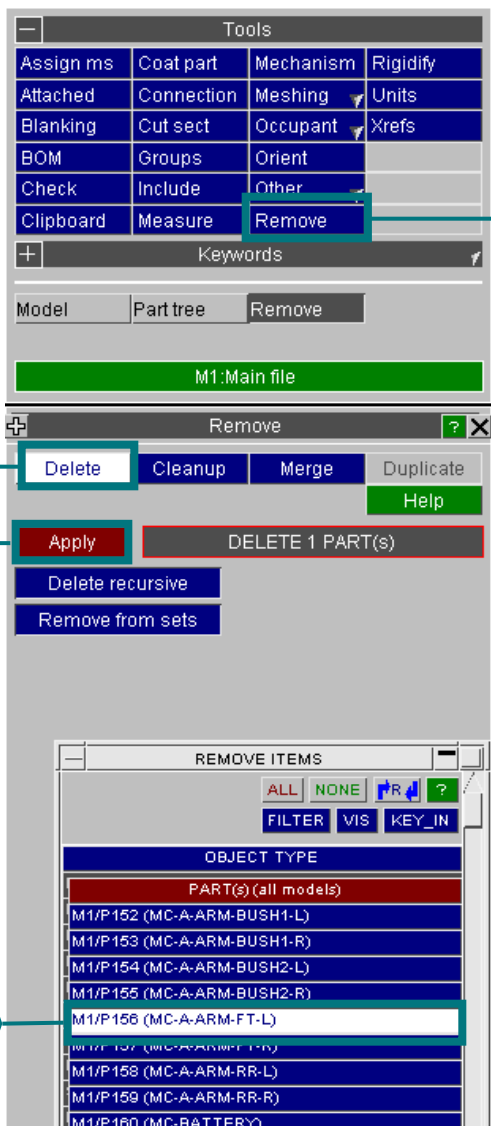 Tools
Assign ms Coat part Mechanism Rigidify
Attached Connection Meshing Units
Blanking Cut sect Occupant Xrefs
BOM Groups Orient
Check Include Other
Clipboard Measure Remove
Keywords
Model Part tree Remove
M1:Main file
Remove ? X
Delete Cleanup Merge Duplicate
Help
Apply DELETE 1 PART(s)
Delete recursive
Remove from sets
REMOVE ITEMS
ALL NONE R ?
FILTER VIS KEY_IN
OBJECT TYPE
PART(s) (all models)
M1/P152 (MC-A-ARM-BUSH1-L)
M1/P153 (MC-A-ARM-BUSH1-R)
M1/P154 (MC-A-ARM-BUSH2-L)
M1/P155 (MC-A-ARM-BUSH2-R)
M1/P156 (MC-A-ARM-FT-L)
M1/P157 (MC-A-ARM-FT-R)
M1/P158 (MC-A-ARM-RR-L)
M1/P159 (MC-A-ARM-RR-R)
M1/P160 (MC-BATTERY)